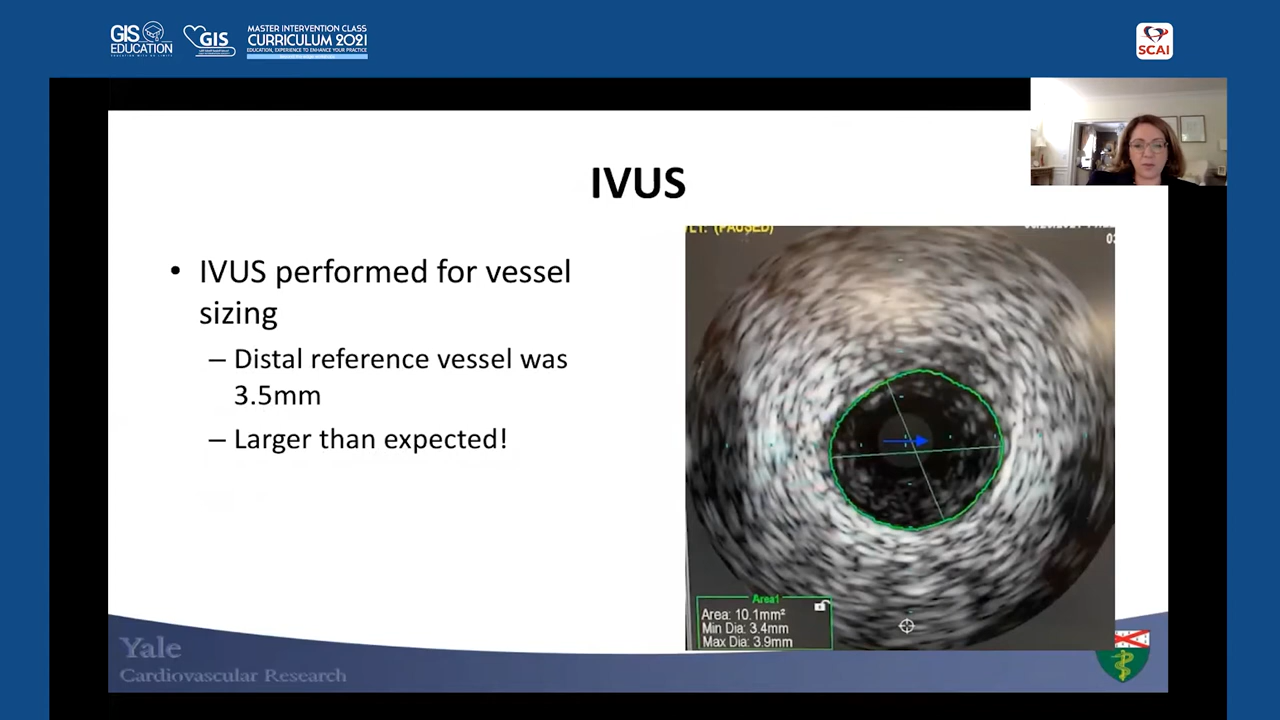 GIS
EDUCATION
GIS
MASTER INTERVENTION CLASS
CURRICULUM 2021
EDUCATION, EXPERIENCE TO ENHANCE YOUR PRACTICE
SCAI
IVUS
• IVUS performed for vessel
sizing
– Distal reference vessel was
3.5mm
– Larger than expected!
(PAUSED)
Area1
Area: 10.1mm²
Min Dia: 3.4mm
Max Dia: 3.9mm
Yale
Cardiovascular Research